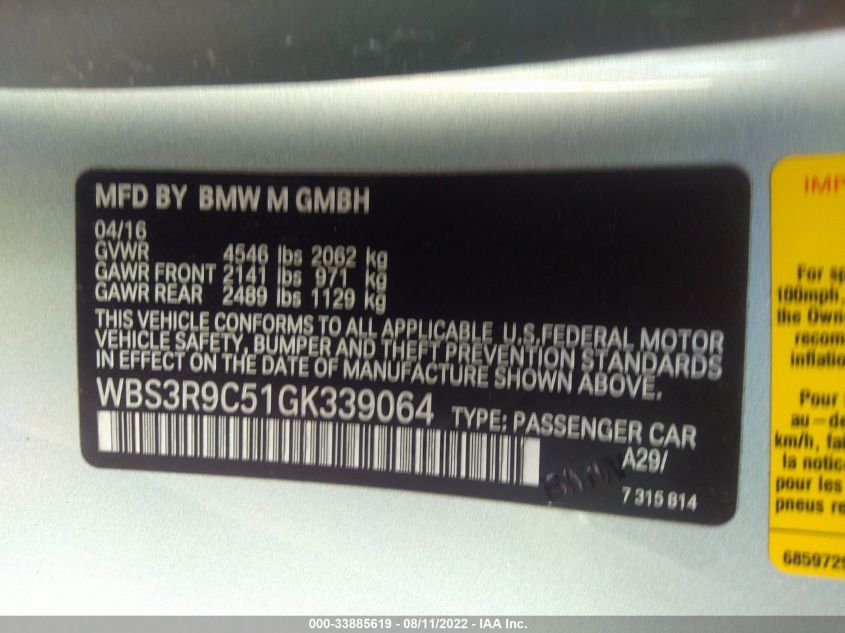 MFD BY BMW M GMBH
04/16
GVWR 4546 lbs 2062 kg
GAWR FRONT 2141 lbs 971 kg
GAWR REAR 2489 lbs 1129 kg
THIS VEHICLE CONFORMS TO ALL APPLICABLE U.S.FEDERAL MOTOR
VEHICLE SAFETY, BUMPER AND THEFT PREVENTION STANDARDS
IN EFFECT ON THE DATE OF MANUFACTURE SHOWN ABOVE.
WBS3R9C51GK339064 TYPE: PASSENGER CAR
A29/
7 315 814
IMP
For sp
100mph,
the Own
recom
inflatio
Pour
au-de
km/h, fa
la notice
pour les
pneus re
6859729
000-33885619 - 08/11/2022 - IAA Inc.